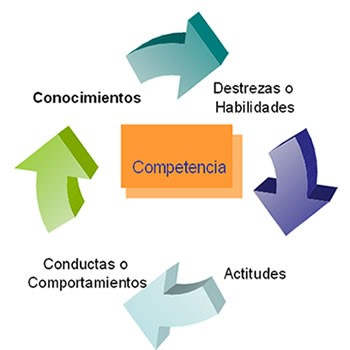 Conocimientos
Destrezas o
Habilidades
Competencia
Conductas o
Comportamientos
Actitudes